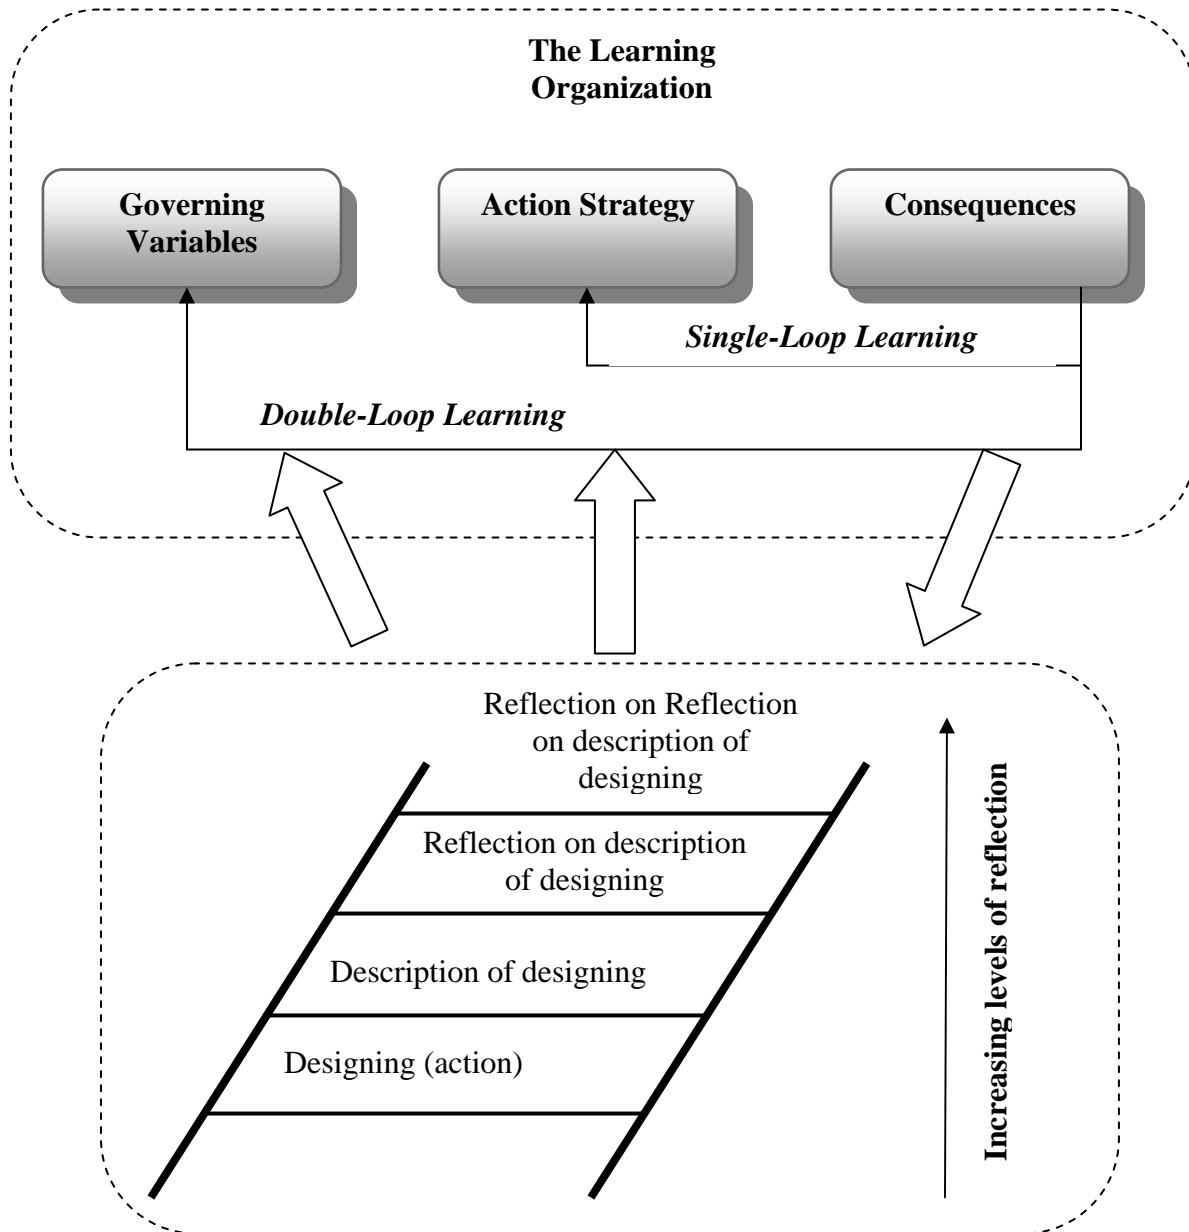 The Learning
Organization
Governing
Variables
Action Strategy
Consequences
Single-Loop Learning
Double-Loop Learning
Reflection on Reflection
on description of
designing
Reflection on description
of designing
Description of designing
Designing (action)
Increasing levels of reflection